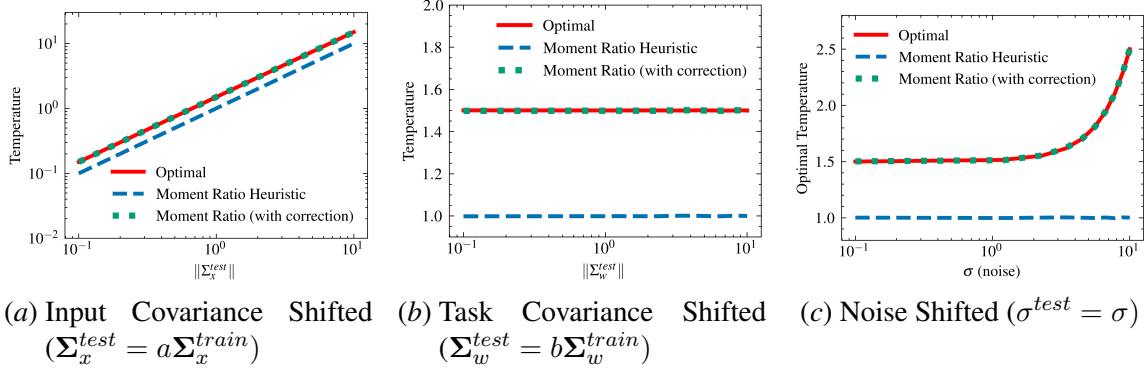 10^1
10^0
10^{-1}
10^{-2}
Temperature
Optimal
Moment Ratio Heuristic
Moment Ratio (with correction)
10^{-1} 10^0 10^1
‖Σ_x^{test}‖
2.0
1.8
1.6
1.4
1.2
1.0
Temperature
Optimal
Moment Ratio Heuristic
Moment Ratio (with correction)
10^{-1} 10^0 10^1
‖Σ_w^{test}‖
2.5
2.0
1.5
1.0
Optimal Temperature
Optimal
Moment Ratio Heuristic
Moment Ratio (with correction)
10^{-1} 10^0 10^1
σ (noise)
(a) Input Covariance Shifted
(Σ_x^{test} = aΣ_x^{train})
(b) Task Covariance Shifted
(Σ_w^{test} = bΣ_w^{train})
(c) Noise Shifted (σ^{test} = σ)